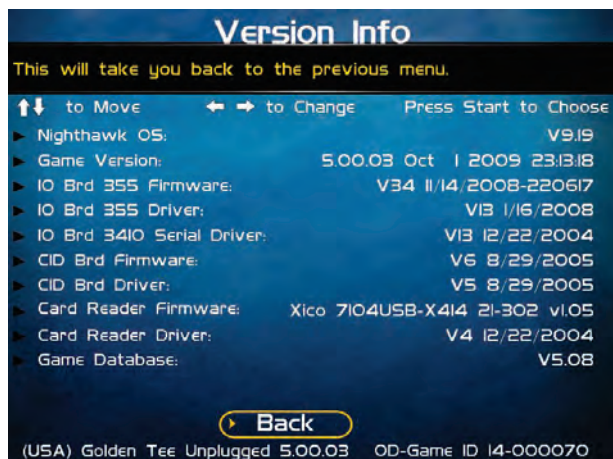 Version Info
This will take you back to the previous menu.
to Move to Change Press Start to Choose
Nighthawk OS: V9.19
Game Version: 5.00.03 Oct 1 2009 23:13:18
IO Brd 355 Firmware: V34 11/14/2008-220617
IO Brd 355 Driver: V13 1/16/2008
IO Brd 3410 Serial Driver: V13 12/22/2004
CID Brd Firmware: V6 8/29/2005
CID Brd Driver: V5 8/29/2005
Card Reader Firmware: Xico 7104USB-X414 21-302 v1.05
Card Reader Driver: V4 12/22/2004
Game Database: V5.08
Back
(USA) Golden Tee Unplugged 5.00.03 OD-Game ID 14-000070